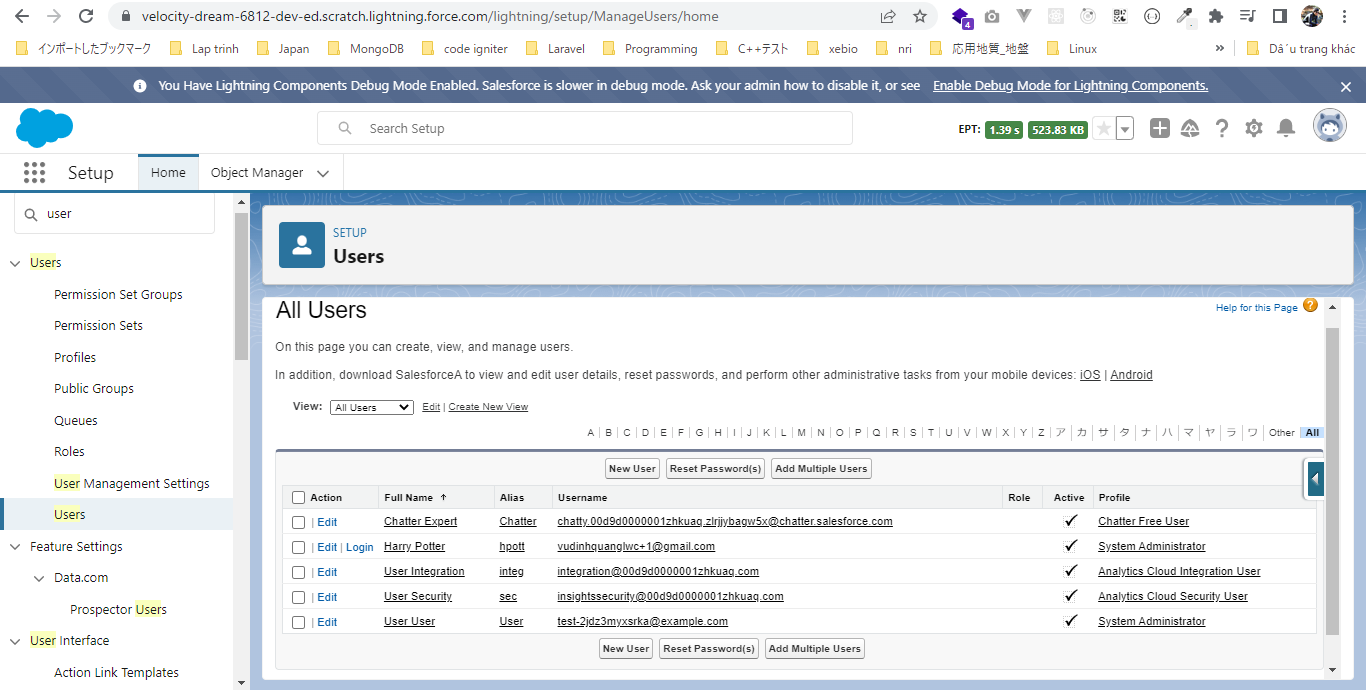 velocity-dream-6812-dev-ed.scratch.lightning.force.com/lightning/setup/ManageUsers/home
4
インポートしたブックマーク Lap trinh Japan MongoDB code igniter Laravel Programming C++テスト xebio nri 応用地質_地盤 Linux » Dấu trang khác
You Have Lightning Components Debug Mode Enabled. Salesforce is slower in debug mode. Ask your admin how to disable it, or see Enable Debug Mode for Lightning Components.
Search Setup
EPT: 1.39 s 523.83 KB
Setup Home Object Manager
user
Users
Permission Set Groups
Permission Sets
Profiles
Public Groups
Queues
Roles
User Management Settings
Users
Feature Settings
Data.com
Prospector Users
User Interface
Action Link Templates
SETUP
Users
All Users
Help for this Page ?
On this page you can create, view, and manage users.
In addition, download SalesforceA to view and edit user details, reset passwords, and perform other administrative tasks from your mobile devices: iOS | Android
View: All Users Edit | Create New View
A | B | C | D | E | F | G | H | I | J | K | L | M | N | O | P | Q | R | S | T | U | V | W | X | Y | Z | ア | カ | サ | タ | ナ | ハ | マ | ヤ | ラ | ワ | Other | All
New User Reset Password(s) Add Multiple Users
Action Full Name ↑ Alias Username Role Active Profile
| Edit Chatter Expert Chatter chatty.00d9d0000001zhkuaq.zlrjjybagw5x@chatter.salesforce.com ✓ Chatter Free User
| Edit | Login Harry Potter hpott vudinhquanglwc+1@gmail.com ✓ System Administrator
| Edit User Integration integ integration@00d9d0000001zhkuaq.com ✓ Analytics Cloud Integration User
| Edit User Security sec insightssecurity@00d9d0000001zhkuaq.com ✓ Analytics Cloud Security User
| Edit User User User test-2jdz3myxsrka@example.com ✓ System Administrator
New User Reset Password(s) Add Multiple Users